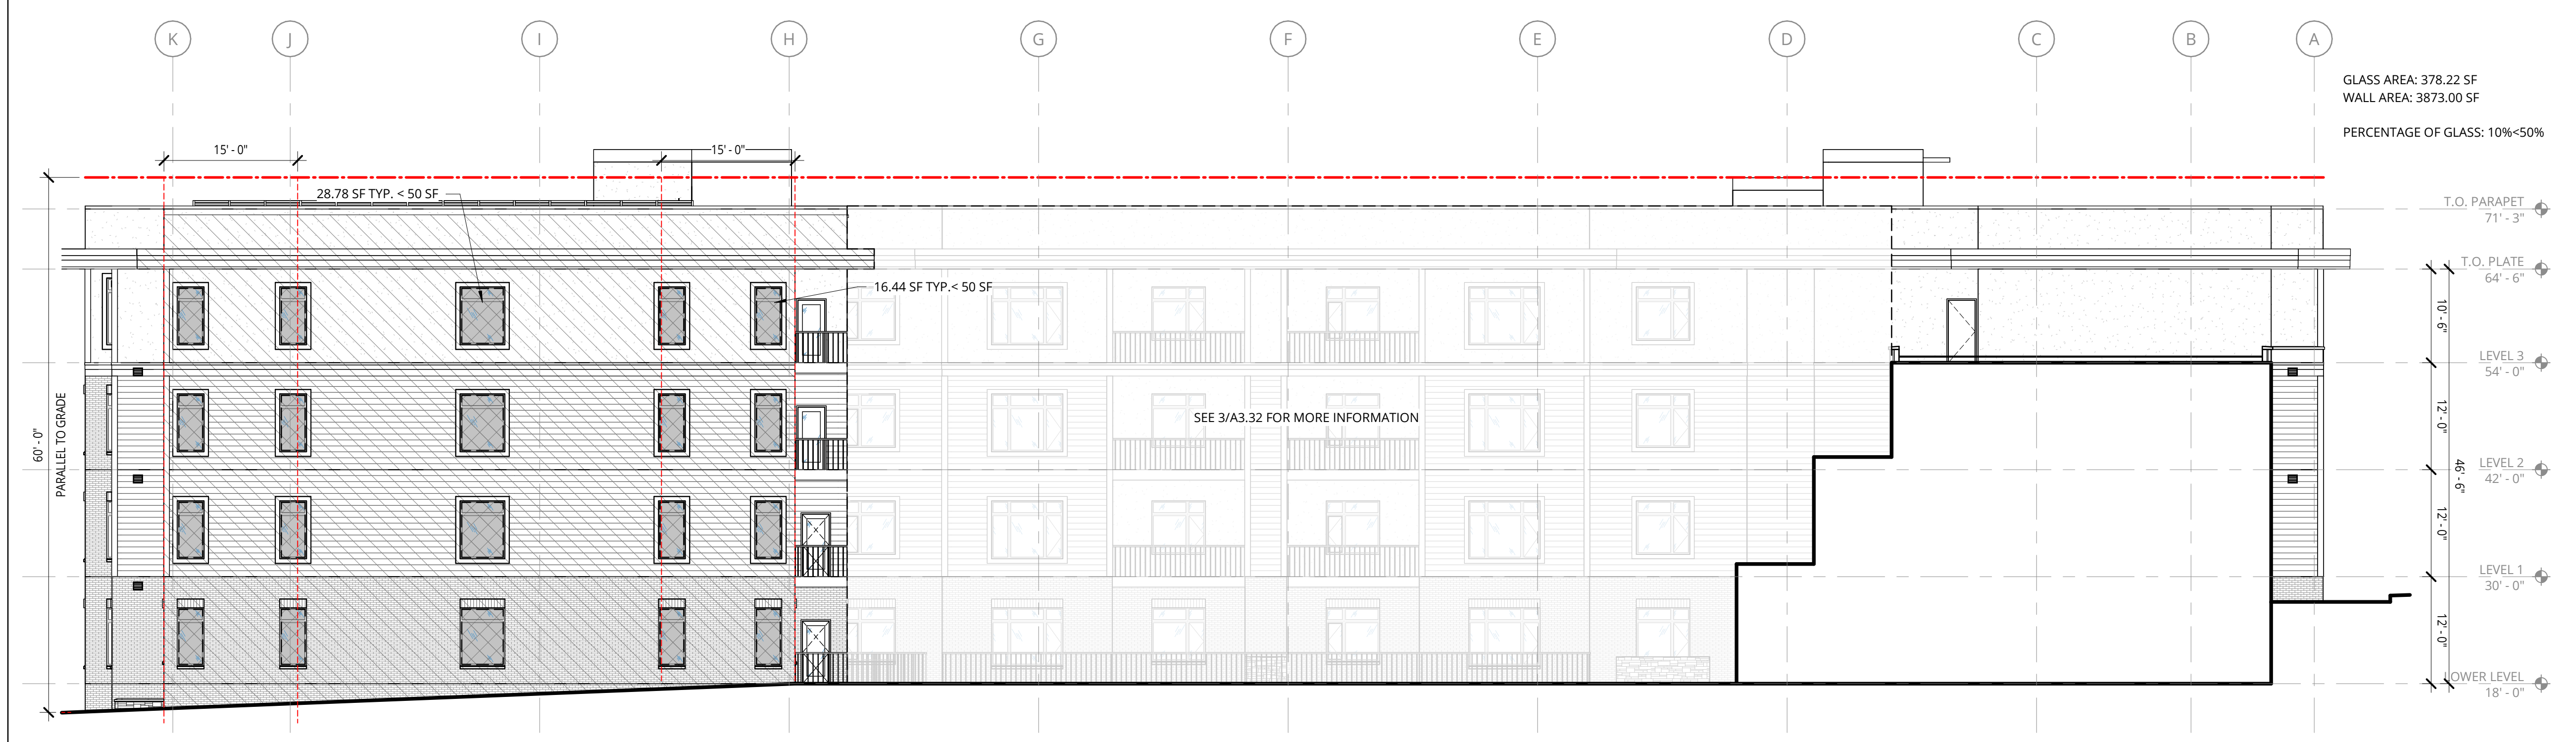 K
J
I
H
G
F
E
D
C
B
A
GLASS AREA: 378.22 SF
WALL AREA: 3873.00 SF
PERCENTAGE OF GLASS: 10%<50%
15' - 0"
15' - 0"
28.78 SF TYP. < 50 SF
16.44 SF TYP.< 50 SF
SEE 3/A3.32 FOR MORE INFORMATION
60' - 0"
PARALLEL TO GRADE
T.O. PARAPET
71' - 3"
T.O. PLATE
64' - 6"
10' - 6"
LEVEL 3
54' - 0"
12' - 0"
LEVEL 2
42' - 0"
46' - 6"
12' - 0"
LEVEL 1
30' - 0"
12' - 0"
LOWER LEVEL
18' - 0"